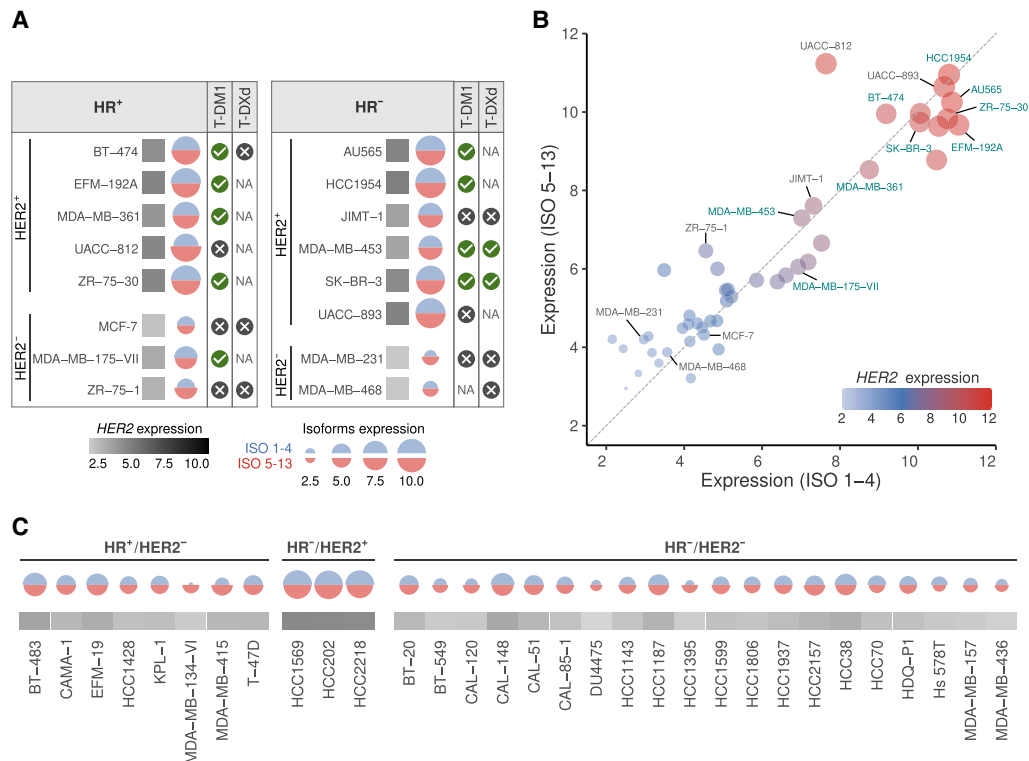 A
HR+ T-DM1 T-DXd
HER2+
BT−474
EFM−192A NA
MDA−MB−361 NA
UACC−812 NA
ZR−75−30 NA
HER2−
MCF−7
MDA−MB−175−VII NA
ZR−75−1
HR− T-DM1 T-DXd
HER2+
AU565 NA
HCC1954 NA
JIMT−1
MDA−MB−453
SK−BR−3
UACC−893 NA
HER2−
MDA−MB−231
MDA−MB−468 NA
HER2 expression
2.5 5.0 7.5 10.0
Isoforms expression
ISO 1-4
ISO 5-13
2.5 5.0 7.5 10.0
B
Expression (ISO 5−13)
12
10
8
6
4
2
UACC−812
HCC1954
UACC−893
AU565
BT−474
ZR−75−30
SK−BR−3
EFM−192A
MDA−MB−361
JIMT−1
MDA−MB−453
ZR−75−1
MDA−MB−175−VII
MDA−MB−231
MCF−7
MDA−MB−468
HER2 expression
2 4 6 8 10 12
2 4 6 8 10 12
Expression (ISO 1−4)
C
HR+/HER2− HR−/HER2+ HR−/HER2−
BT−483
CAMA−1
EFM−19
HCC1428
KPL−1
MDA−MB−134−VI
MDA−MB−415
T−47D
HCC1569
HCC202
HCC2218
BT−20
BT−549
CAL−120
CAL−148
CAL−51
CAL−85−1
DU4475
HCC1143
HCC1187
HCC1395
HCC1599
HCC1806
HCC1937
HCC2157
HCC38
HCC70
HDQ−P1
Hs 578T
MDA−MB−157
MDA−MB−436